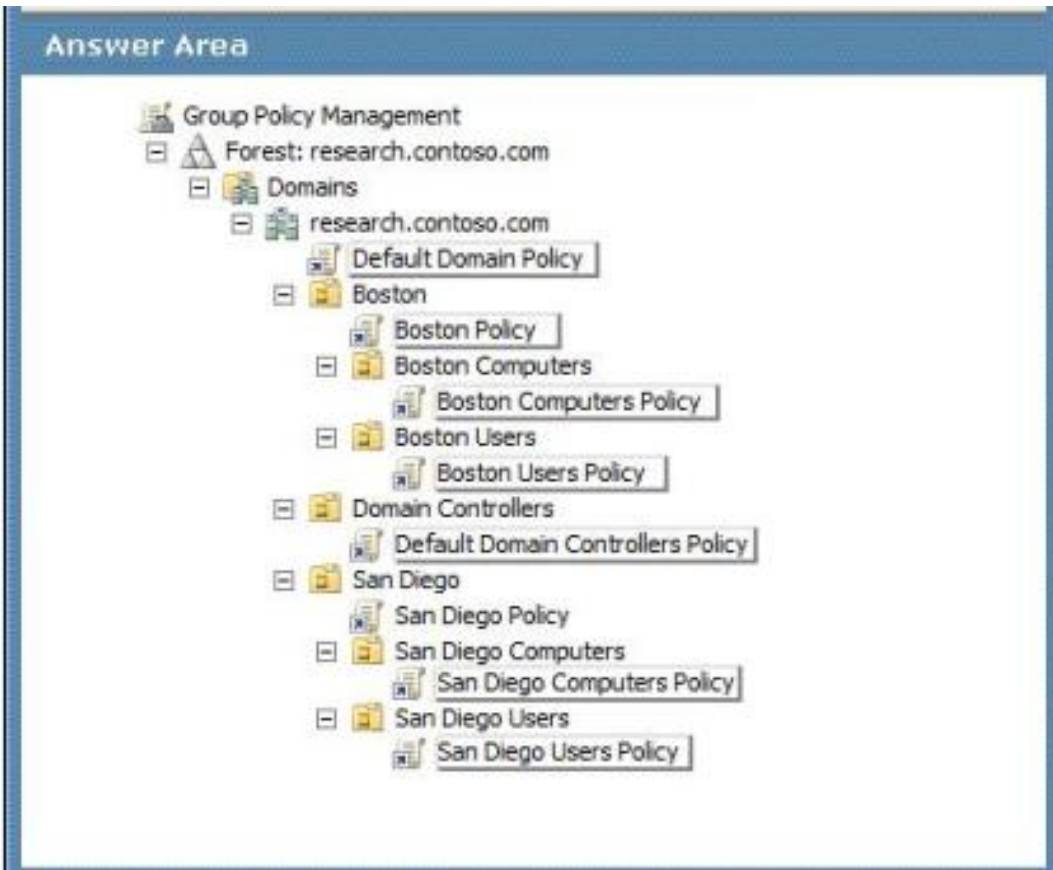 Answer Area
Group Policy Management
Forest: research.contoso.com
Domains
research.contoso.com
Default Domain Policy
Boston
Boston Policy
Boston Computers
Boston Computers Policy
Boston Users
Boston Users Policy
Domain Controllers
Default Domain Controllers Policy
San Diego
San Diego Policy
San Diego Computers
San Diego Computers Policy
San Diego Users
San Diego Users Policy